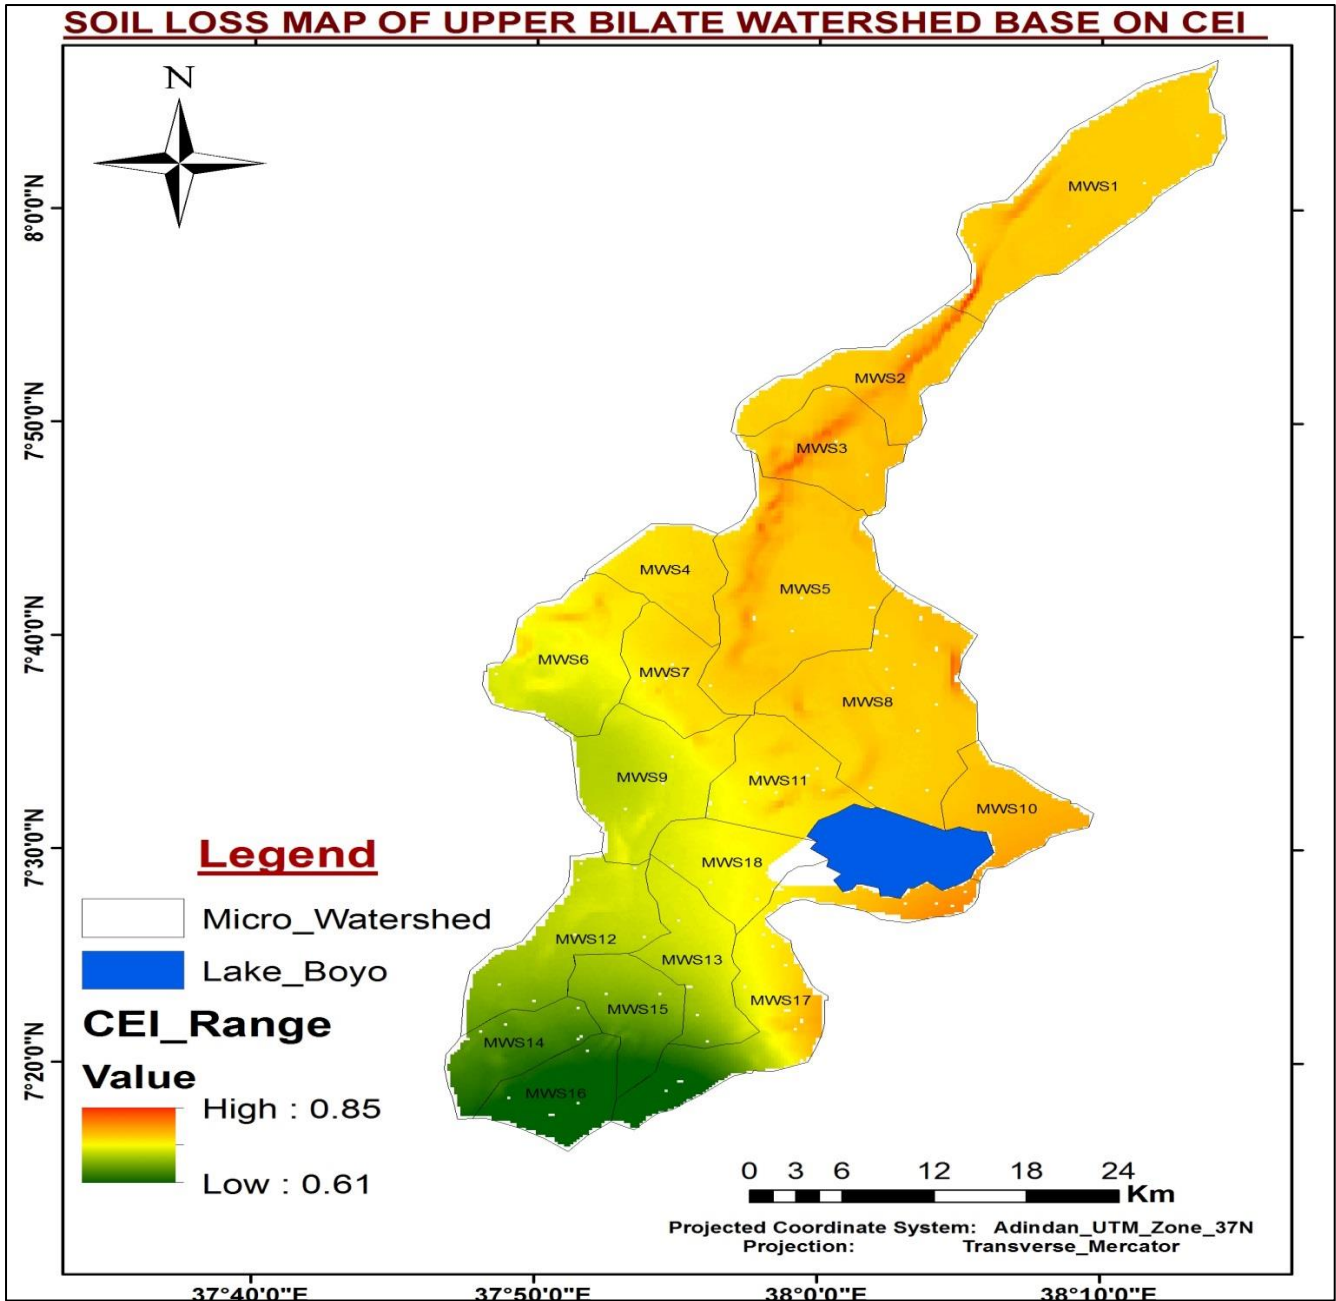 SOIL LOSS MAP OF UPPER BILATE WATERSHED BASE ON CEI
N
8°0'0"N
7°50'0"N
7°40'0"N
7°30'0"N
7°20'0"N
MWS1
MWS2
MWS3
MWS4
MWS5
MWS6
MWS7
MWS8
MWS9
MWS11
MWS10
MWS18
MWS12
MWS13
MWS17
MWS15
MWS14
MWS16
Legend
Micro_Watershed
Lake_Boyo
CEI_Range
Value
High : 0.85
Low : 0.61
0 3 6 12 18 24
Km
Projected Coordinate System: Adindan_UTM_Zone_37N
Projection: Transverse_Mercator
37°40'0"E 37°50'0"E 38°0'0"E 38°10'0"E